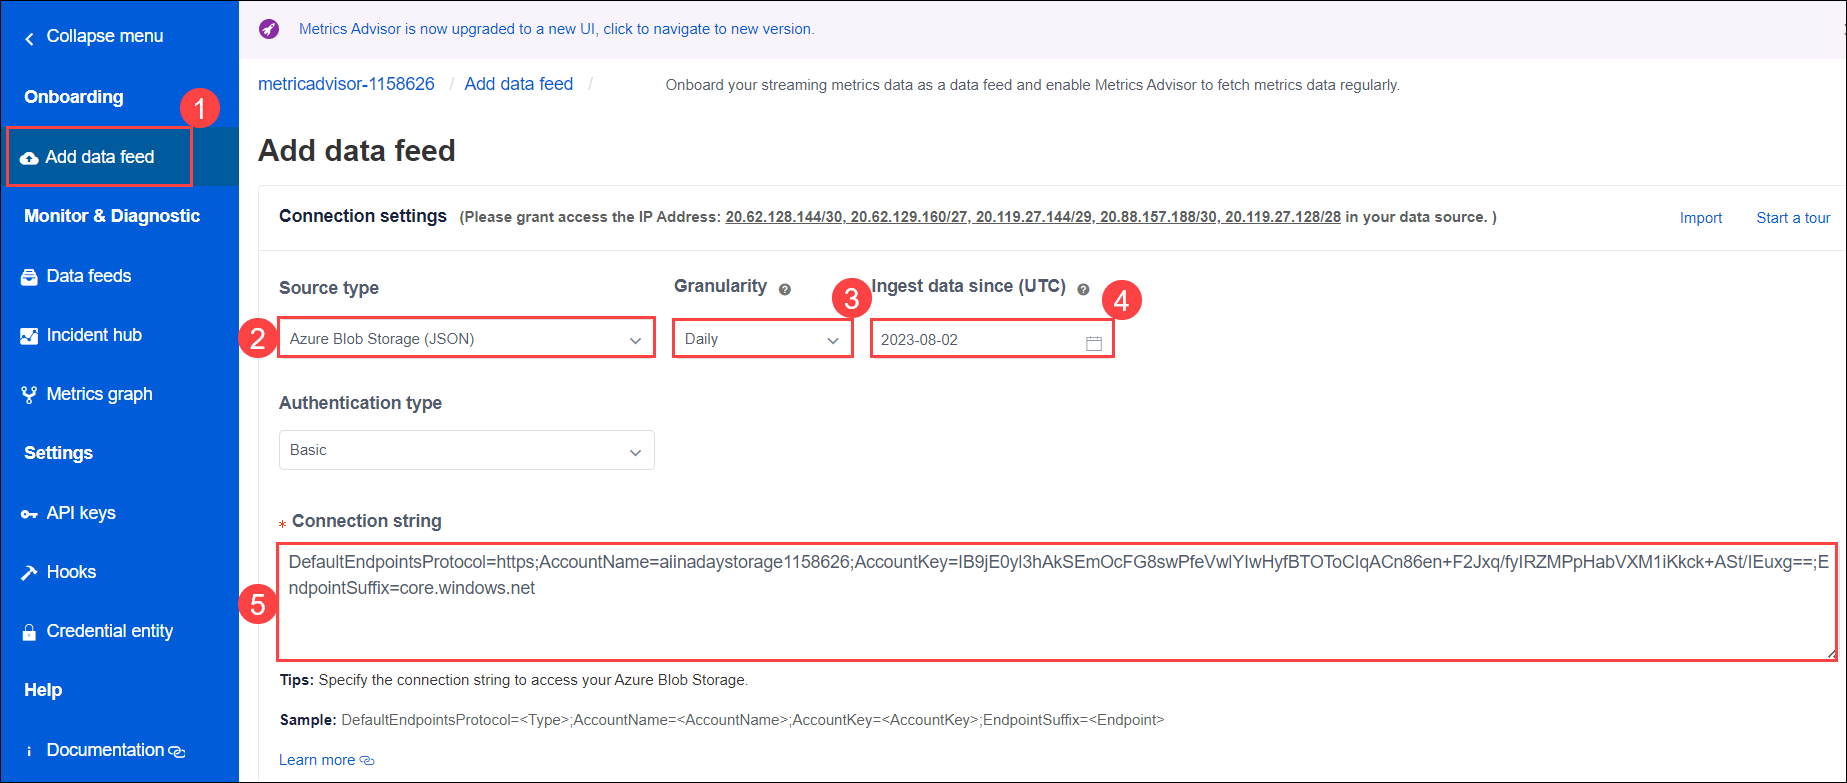 Collapse menu
Onboarding
1
Add data feed
Monitor & Diagnostic
Data feeds
Incident hub
Metrics graph
Settings
API keys
Hooks
Credential entity
Help
Documentation
Metrics Advisor is now upgraded to a new UI, click to navigate to new version.
metricadvisor-1158626 / Add data feed / Onboard your streaming metrics data as a data feed and enable Metrics Advisor to fetch metrics data regularly.
Add data feed
Connection settings (Please grant access the IP Address: 20.62.128.144/30, 20.62.129.160/27, 20.119.27.144/29, 20.88.157.188/30, 20.119.27.128/28 in your data source. ) Import Start a tour
Source type Granularity 3 Ingest data since (UTC) 4
2 Azure Blob Storage (JSON) Daily 2023-08-02
Authentication type
Basic
* Connection string
DefaultEndpointsProtocol=https;AccountName=aiinadaystorage1158626;AccountKey=IB9jE0yl3hAkSEmOcFG8swPfeVwlYIwHyfBTOToCIqACn86en+F2Jxq/fyIRZMPpHabVXM1iKkck+ASt/IEuxg==;E
ndpointSuffix=core.windows.net
5
Tips: Specify the connection string to access your Azure Blob Storage.
Sample: DefaultEndpointsProtocol=<Type>;AccountName=<AccountName>;AccountKey=<AccountKey>;EndpointSuffix=<Endpoint>
Learn more